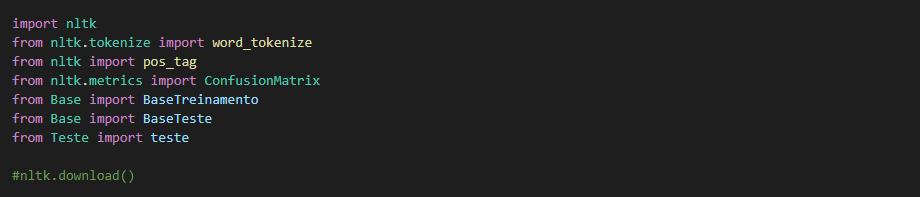 import nltk
from nltk.tokenize import word_tokenize
from nltk import pos_tag
from nltk.metrics import ConfusionMatrix
from Base import BaseTreinamento
from Base import BaseTeste
from Teste import teste
#nltk.download()